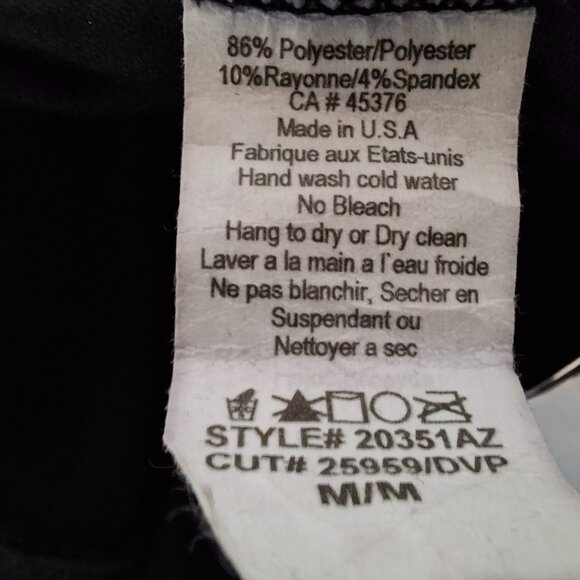 86% Polyester/Polyester
10%Rayonne/4%Spandex
CA # 45376
Made in U.S.A
Fabrique aux Etats-unis
Hand wash cold water
No Bleach
Hang to dry or Dry clean
Laver a la main a l'eau froide
Ne pas blanchir, Secher en
Suspendant ou
Nettoyer a sec
STYLE# 20351AZ
CUT# 25959/DVP
M/M